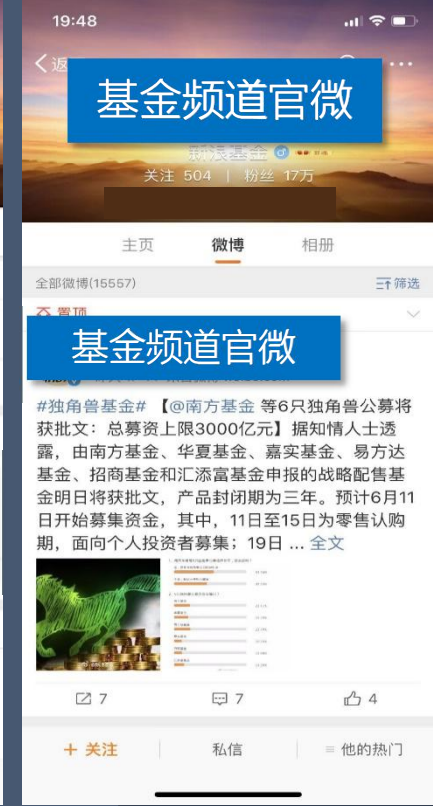 19:48
返
基金频道官微
新浪基金
关注 504 | 粉丝 17万
主页 微博 相册
全部微博(15557) 筛选
置顶
基金频道官微
#独角兽基金# 【@南方基金 等6只独角兽公募将
获批文：总募资上限3000亿元】据知情人士透
露，由南方基金、华夏基金、嘉实基金、易方达
基金、招商基金和汇添富基金申报的战略配售基
金明日将获批文，产品封闭期为三年。预计6月11
日开始募集资金，其中，11日至15日为零售认购
期，面向个人投资者募集；19日 ... 全文
7 7 4
+ 关注 私信 他的热门